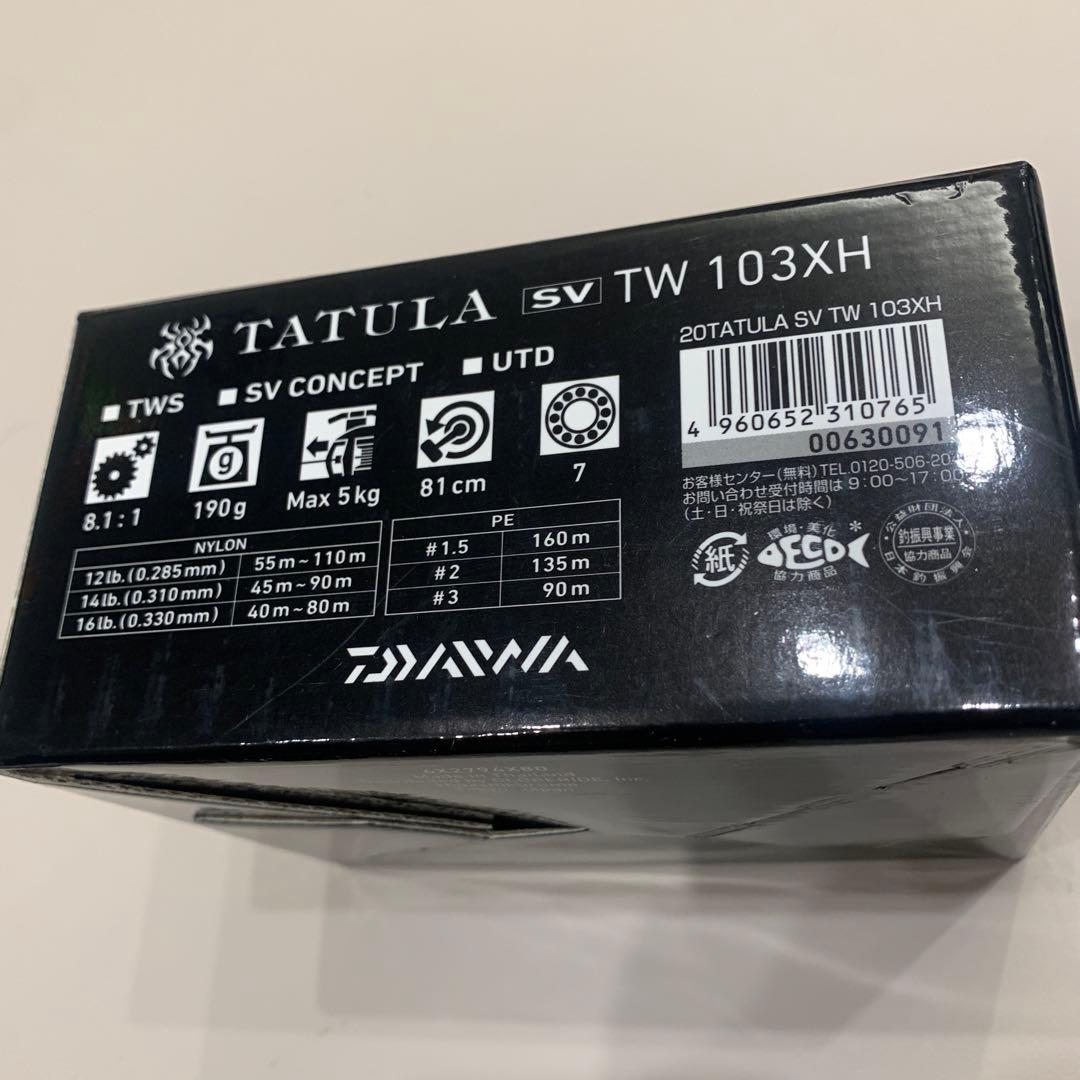 TATULA SV TW 103XH
■ TWS ■ SV CONCEPT ■ UTD
8.1 : 1
g
190g
Max 5kg
81cm
7
NYLON
12lb.(0.285mm) 55m~110m
14lb.(0.310mm) 45m~90m
16lb.(0.330mm) 40m~80m
PE
#1.5 160m
#2 135m
#3 90m
DAIWA
20TATULA SV TW 103XH
4 960652 310765
00630091
お客様センター(無料)TEL.0120-506-20
お問い合わせ受付時間は 9:00~17:00
(土・日・祝祭日は除く)
紙
環境・美化
ECO
協力商品
*
公益財団法人
釣振興事業
協力商品
日本釣振興会
Made in Thailand